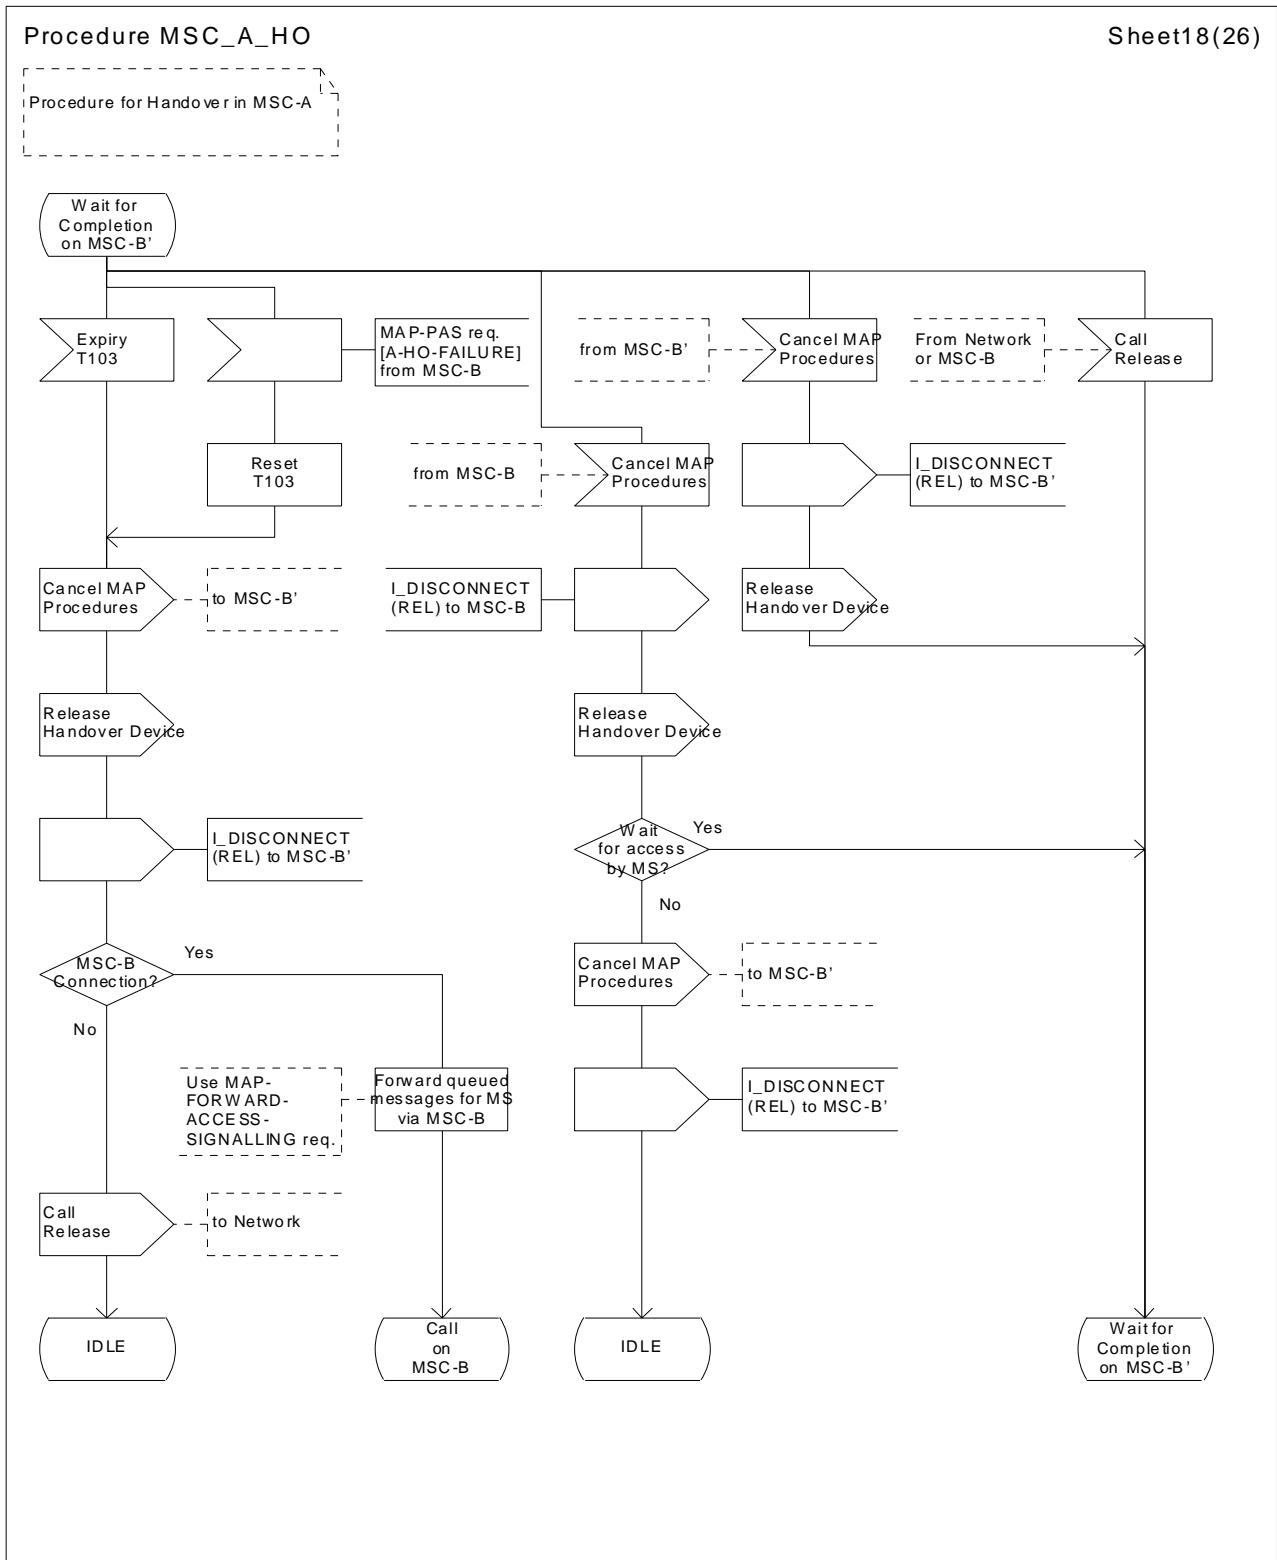 Procedure MSC_A_HO
Sheet18(26)
Procedure for Handover in MSC-A
Wait for
Completion
on MSC-B'
Expiry
T103
MAP-PAS req.
[A-HO-FAILURE]
from MSC-B
from MSC-B'
Cancel MAP
Procedures
From Network
or MSC-B
Call
Release
Reset
T103
from MSC-B
Cancel MAP
Procedures
I_DISCONNECT
(REL) to MSC-B'
Cancel MAP
Procedures
to MSC-B'
I_DISCONNECT
(REL) to MSC-B
Release
Handover Device
Release
Handover Device
Release
Handover Device
I_DISCONNECT
(REL) to MSC-B'
Wait
for access
by MS?
Yes
No
MSC-B
Connection?
Yes
No
Cancel MAP
Procedures
to MSC-B'
Use MAP-
FORWARD-
ACCESS-
SIGNALLING req.
Forward queued
messages for MS
via MSC-B
I_DISCONNECT
(REL) to MSC-B'
Call
Release
to Network
IDLE
Call
on
MSC-B
IDLE
Wait for
Completion
on MSC-B'